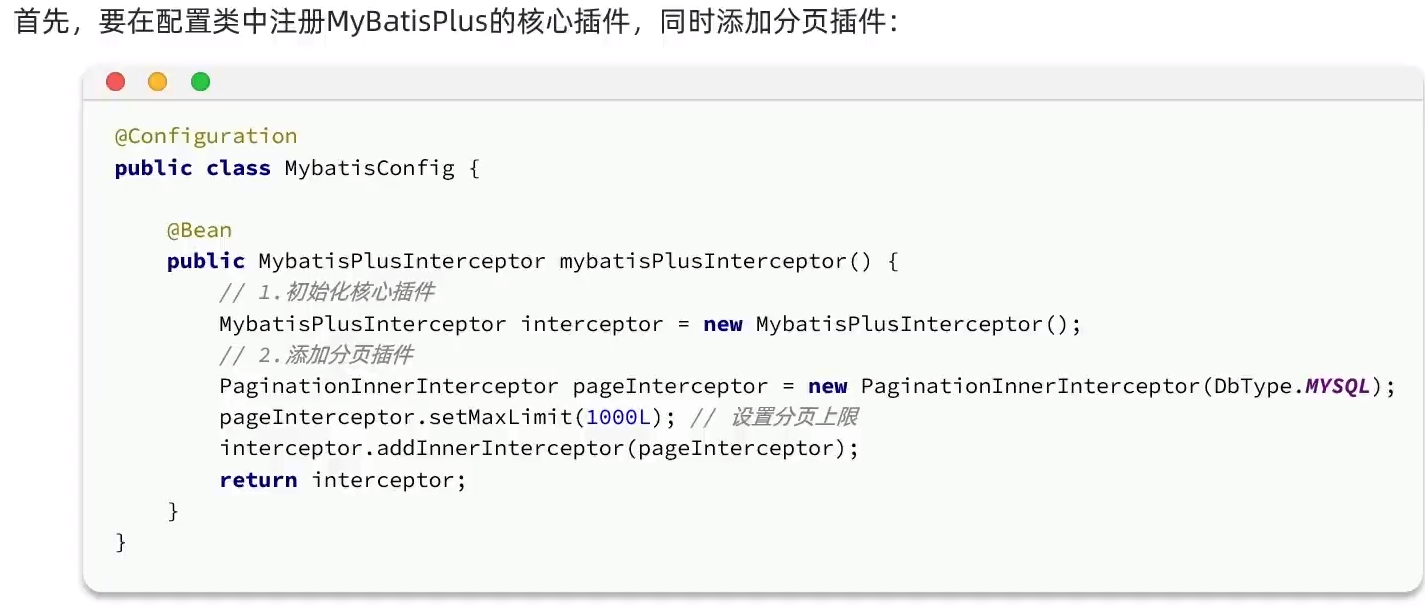 首先，要在配置类中注册MyBatisPlus的核心插件，同时添加分页插件：
@Configuration
public class MybatisConfig {
@Bean
public MybatisPlusInterceptor mybatisPlusInterceptor() {
// 1.初始化核心插件
MybatisPlusInterceptor interceptor = new MybatisPlusInterceptor();
// 2.添加分页插件
PaginationInnerInterceptor pageInterceptor = new PaginationInnerInterceptor(DbType.MYSQL);
pageInterceptor.setMaxLimit(1000L); // 设置分页上限
interceptor.addInnerInterceptor(pageInterceptor);
return interceptor;
}
}